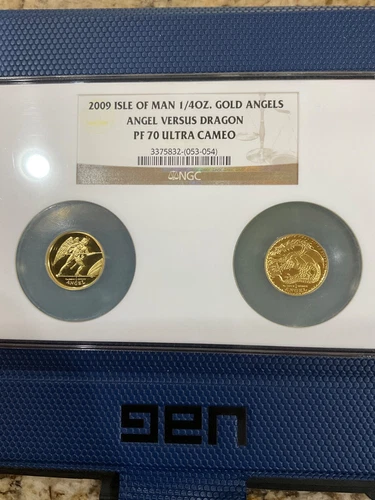 2009 ISLE OF MAN 1/4OZ. GOLD ANGELS
ANGEL VERSUS DRAGON
PF 70 ULTRA CAMEO
3375832-(053-054)
NGC
ANGEL